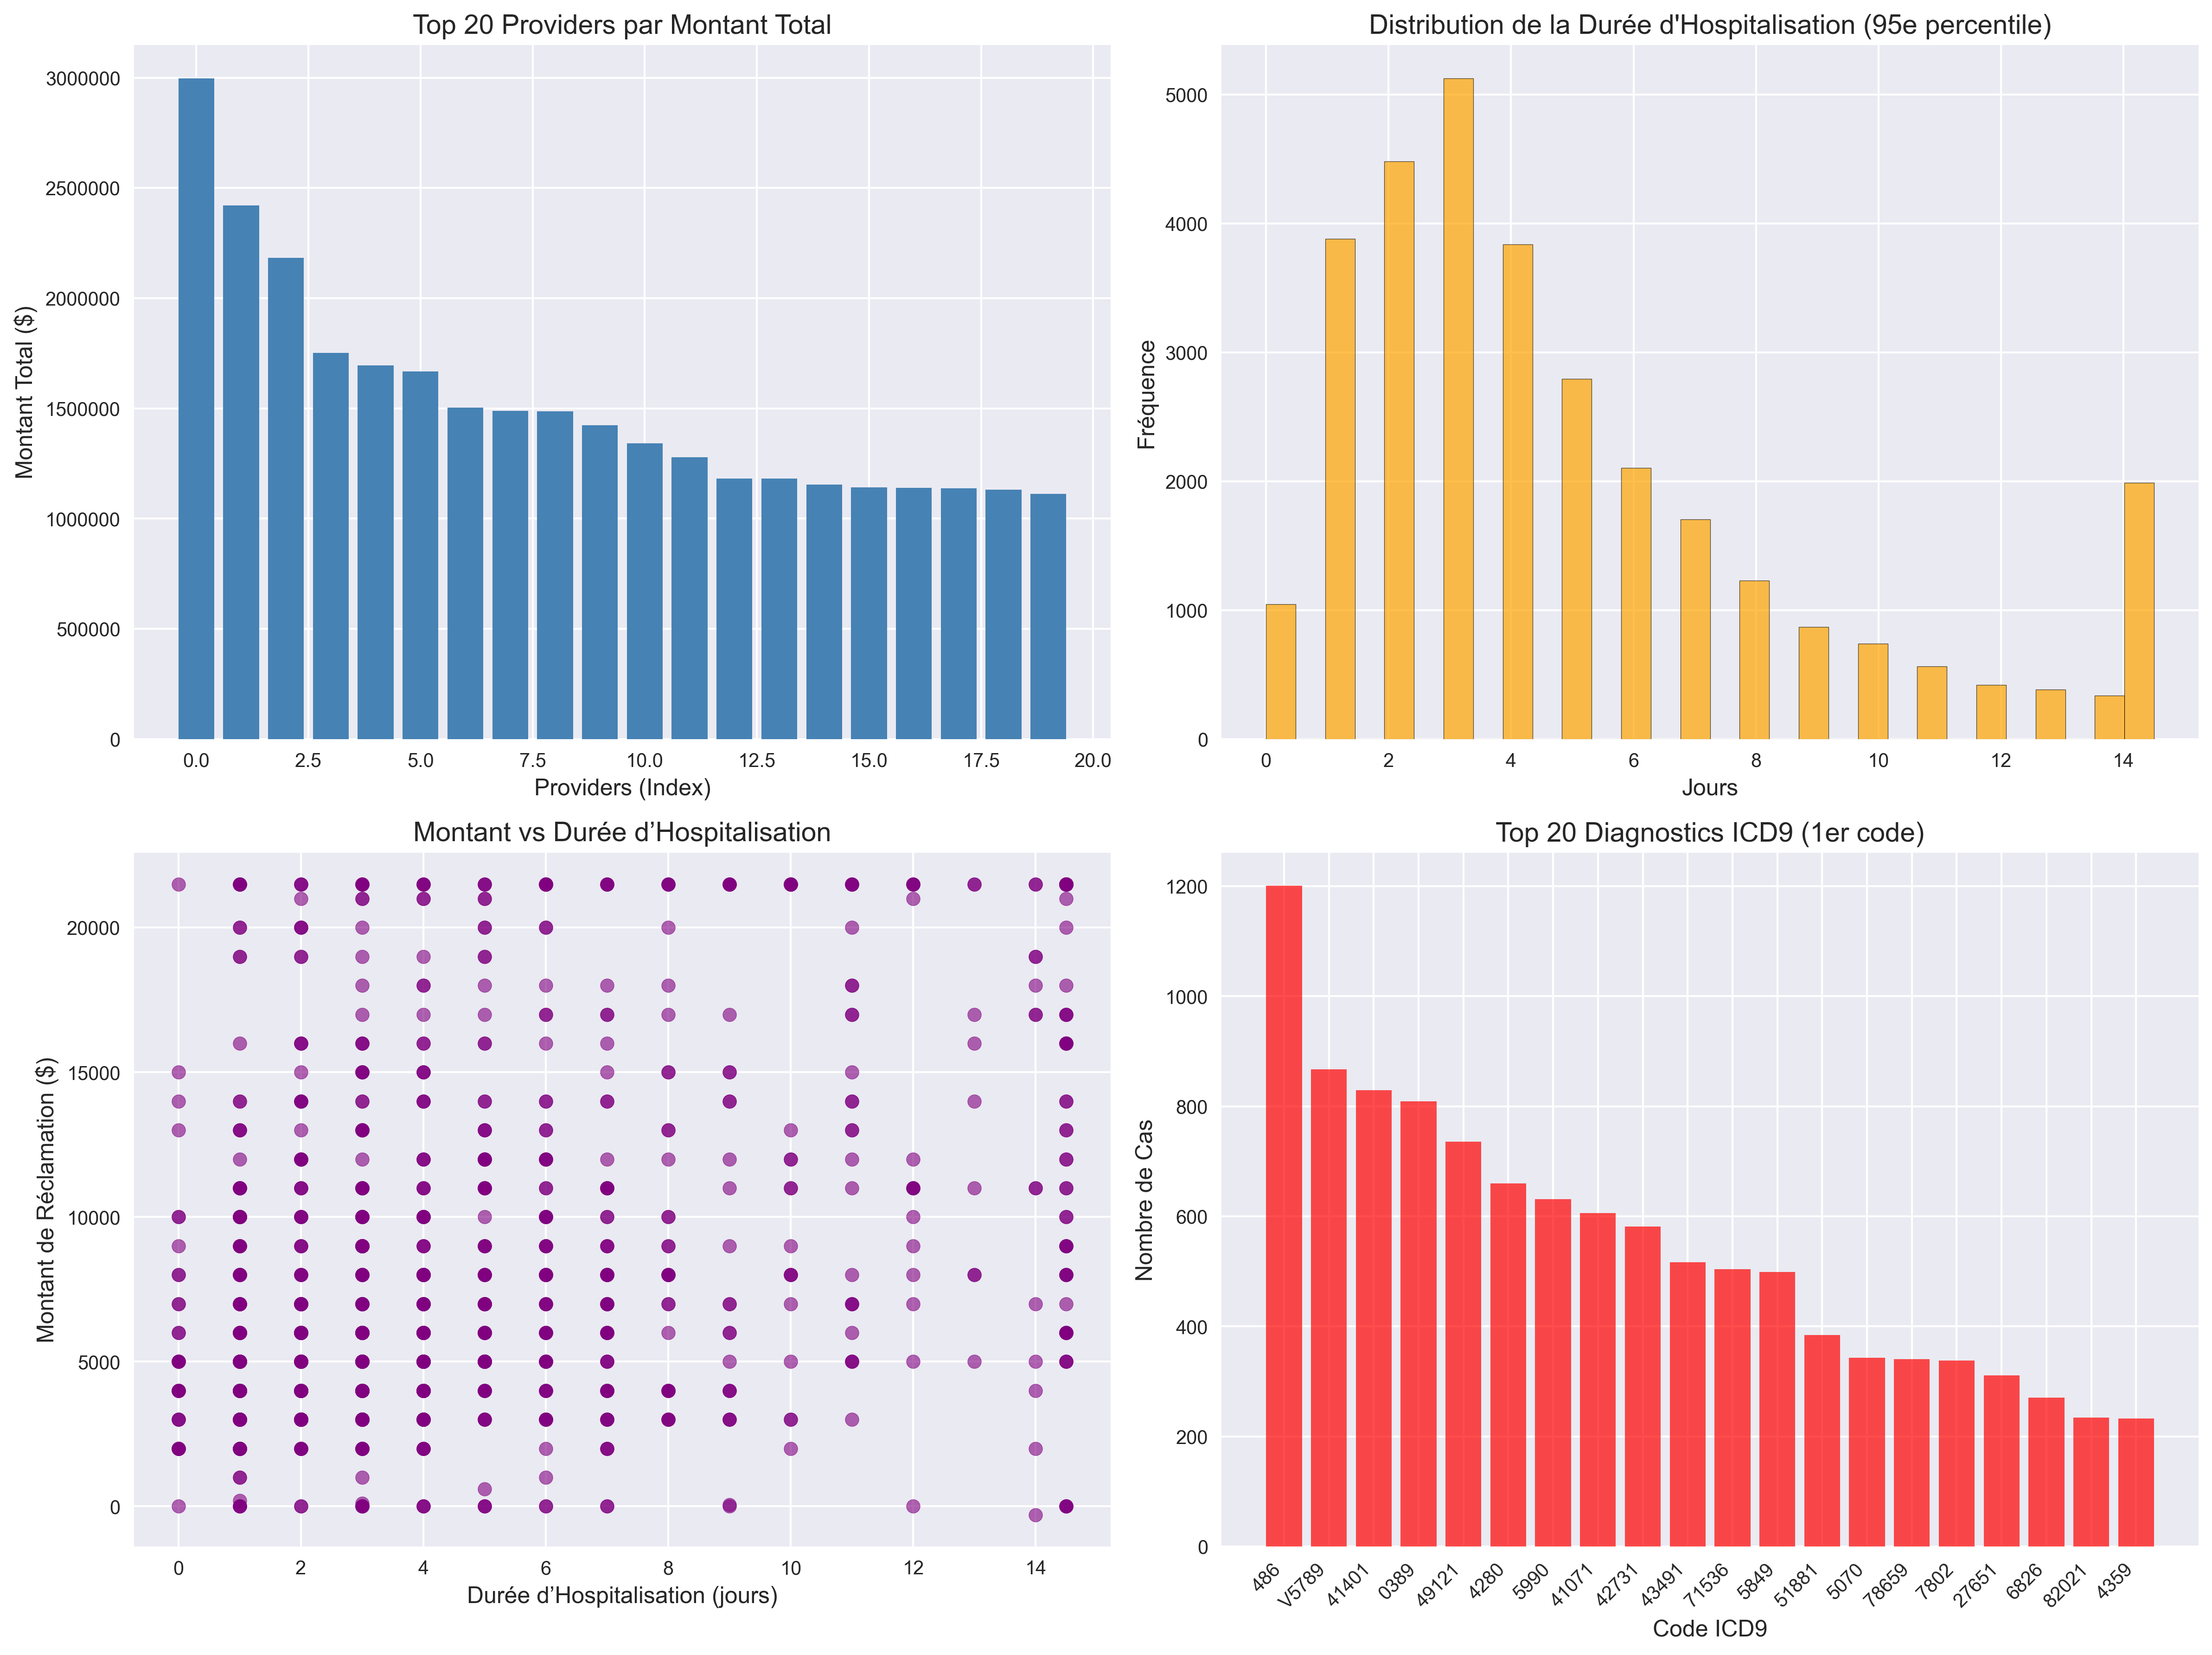 Top 20 Providers par Montant Total
Montant Total ($)
3000000
2500000
2000000
1500000
1000000
500000
0
0.0 2.5 5.0 7.5 10.0 12.5 15.0 17.5 20.0
Providers (Index)
Distribution de la Durée d'Hospitalisation (95e percentile)
Fréquence
5000
4000
3000
2000
1000
0
0 2 4 6 8 10 12 14
Jours
Montant vs Durée d’Hospitalisation
Montant de Réclamation ($)
20000
15000
10000
5000
0
0 2 4 6 8 10 12 14
Durée d’Hospitalisation (jours)
Top 20 Diagnostics ICD9 (1er code)
Nombre de Cas
1200
1000
800
600
400
200
0
486 V5789 41401 0389 49121 4280 5990 41071 42731 43491 71536 5849 51881 5070 78659 7802 27651 6826 82021 4359
Code ICD9